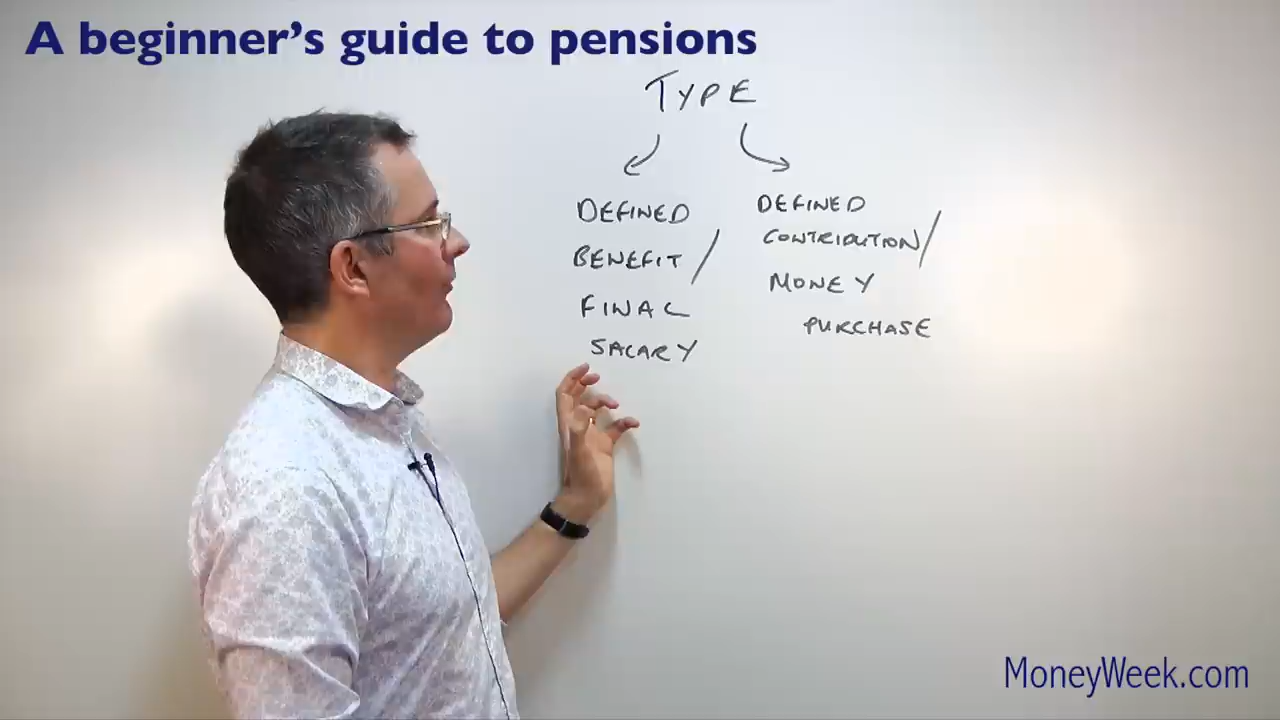 A beginner's guide to pensions
TYPE
DEFINED
BENEFIT /
FINAL
SALARY
DEFINED
CONTRIBUTION /
MONEY
PURCHASE
MoneyWeek.com